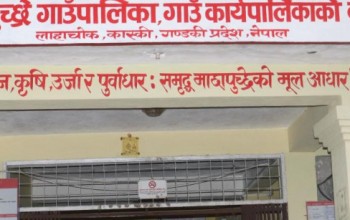 पुच्छ्रे गाउँपालिका, गाउँ कार्यपालिकाको
लाहाचोक, कास्की, गण्डकी प्रदेश, नेपाल
कृषि, उर्जा र पुर्वाधार : समृद्ध माछापुच्छ्रेको मूल आधार